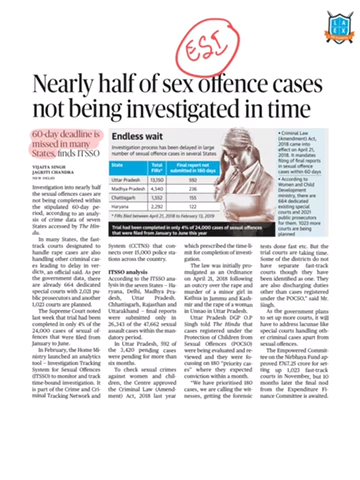 ESI
Nearly half of sex offence cases
not being investigated in time
60-day deadline is
missed in many
States, finds ITSSO
VIJAITA SINGH
JAGRITI CHANDRA
NEW DELHI
Investigation into nearly half
the sexual offences cases are
not being completed within
the stipulated 60-day pe-
riod, according to an analy-
sis of crime data of seven
States accessed by The Hin-
du.
In many States, the fast-
track courts designated to
handle rape cases are also
handling other criminal cas-
es leading to delay in ver-
dicts, an official said. As per
the government data, there
are already 664 dedicated
special courts with 2,021 pu-
blic prosecutors and another
1,023 courts are planned.
The Supreme Court noted
last week that trial had been
completed in only 4% of the
24,000 cases of sexual of-
fences that were filed from
January to June.
In February, the Home Mi-
nistry launched an analytics
tool – Investigation Tracking
System for Sexual Offences
(ITSSO) to monitor and track
time-bound investigation. It
is part of the Crime and Cri-
minal Tracking Network and
Endless wait
Investigation process has been delayed in large
number of sexual offence cases in several States
State Total FIRs* Final report not submitted in 180 days
Uttar Pradesh 13,150 592
Madhya Pradesh 4,540 236
Chhattisgarh 1,552 155
Haryana 2,292 122
* FIRs filed between April 21, 2018 to February 13, 2019
Trial had been completed in only 4% of 24,000 cases of sexual offences
that were filed from January to June this year
• Criminal Law
(Amendment) Act,
2018 came into
effect on April 21,
2018. It mandates
filing of final reports
in sexual offence
cases within 60 days
• According to
Women and Child
Development
ministry, there are
664 dedicated
existing special
courts and 2021
public prosecutors
for them. 1023 more
courts are being
planned
System (CCTNS) that con-
nects over 15,000 police sta-
tions across the country.
ITSSO analysis
According to the ITSSO ana-
lysis in the seven States – Ha-
ryana, Delhi, Madhya Pra-
desh, Uttar Pradesh,
Chhattisgarh, Rajasthan and
Uttarakhand – final reports
were submitted only in
26,343 of the 47,642 sexual
assault cases within the man-
datory period.
In Uttar Pradesh, 592 of
the 3,420 pending cases
were pending for more than
six months.
To check sexual crimes
against women and chil-
dren, the Centre approved
the Criminal Law (Amend-
ment) Act, 2018 last year
which prescribed the time-li-
mit for completion of investi-
gation.
The law was initially pro-
mulgated as an Ordinance
on April 21, 2018 following
an outcry over the rape and
murder of a minor girl in
Kathua in Jammu and Kash-
mir and the rape of a woman
in Unnao in Uttar Pradesh.
Uttar Pradesh DGP O.P
Singh told The Hindu that
cases registered under the
Protection of Children from
Sexual Offences (POCSO)
were being evaluated and re-
viewed and they were fo-
cussing on 180 "quality cas-
es" where they expected
conviction within a month.
"We have prioritised 180
cases, we are calling the wit-
nesses, getting the forensic
tests done fast etc. But the
trial courts are taking time.
Some of the districts do not
have exclusive POCSO
courts though they have
been identified as one. They
are also discharging duties
other than cases registered
under the POCSO," said Mr.
Singh.
As the government plans
to set up more courts, it will
have to address lacunae like
special courts handling oth-
er criminal cases apart from
sexual offences.
The Empowered Committee
on the Nirbhaya Fund ap-
proved ₹767.25 crore for set-
ting up 1,023 fast-track
courts in November, but 10
months later the final nod
from the Expenditure Fi-
nance Committee is awaited.